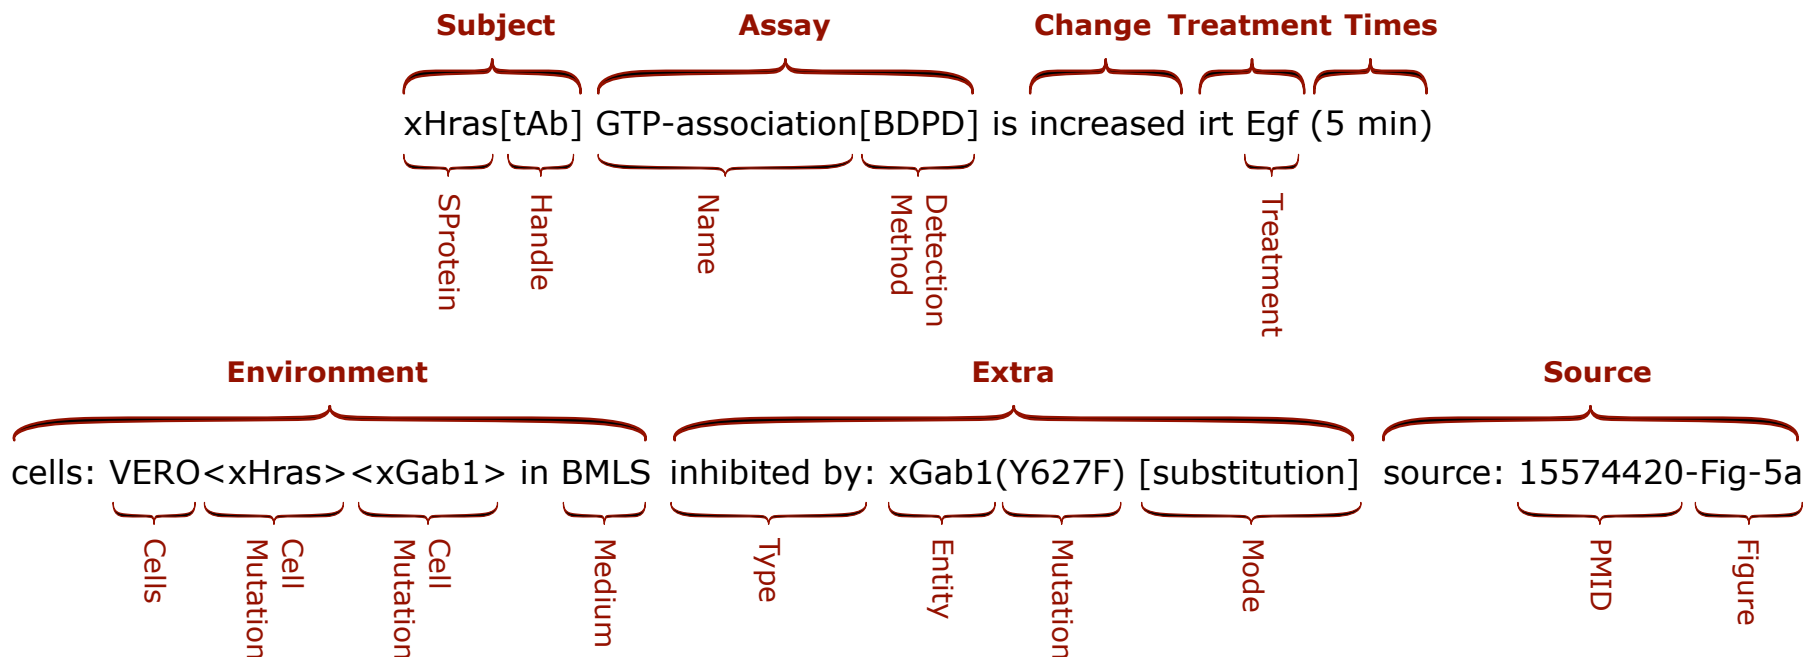 Subject Assay Change Treatment Times
xHras[tAb] GTP-association[BDPD] is increased irt Egf (5 min)
SProtein Handle Name Detection Method Treatment
Environment Extra Source
cells: VERO<xHras><xGab1> in BMLS inhibited by: xGab1(Y627F) [substitution] source: 15574420-Fig-5a
Cells Cell Mutation Cell Mutation Medium Type Entity Mutation Mode PMID Figure